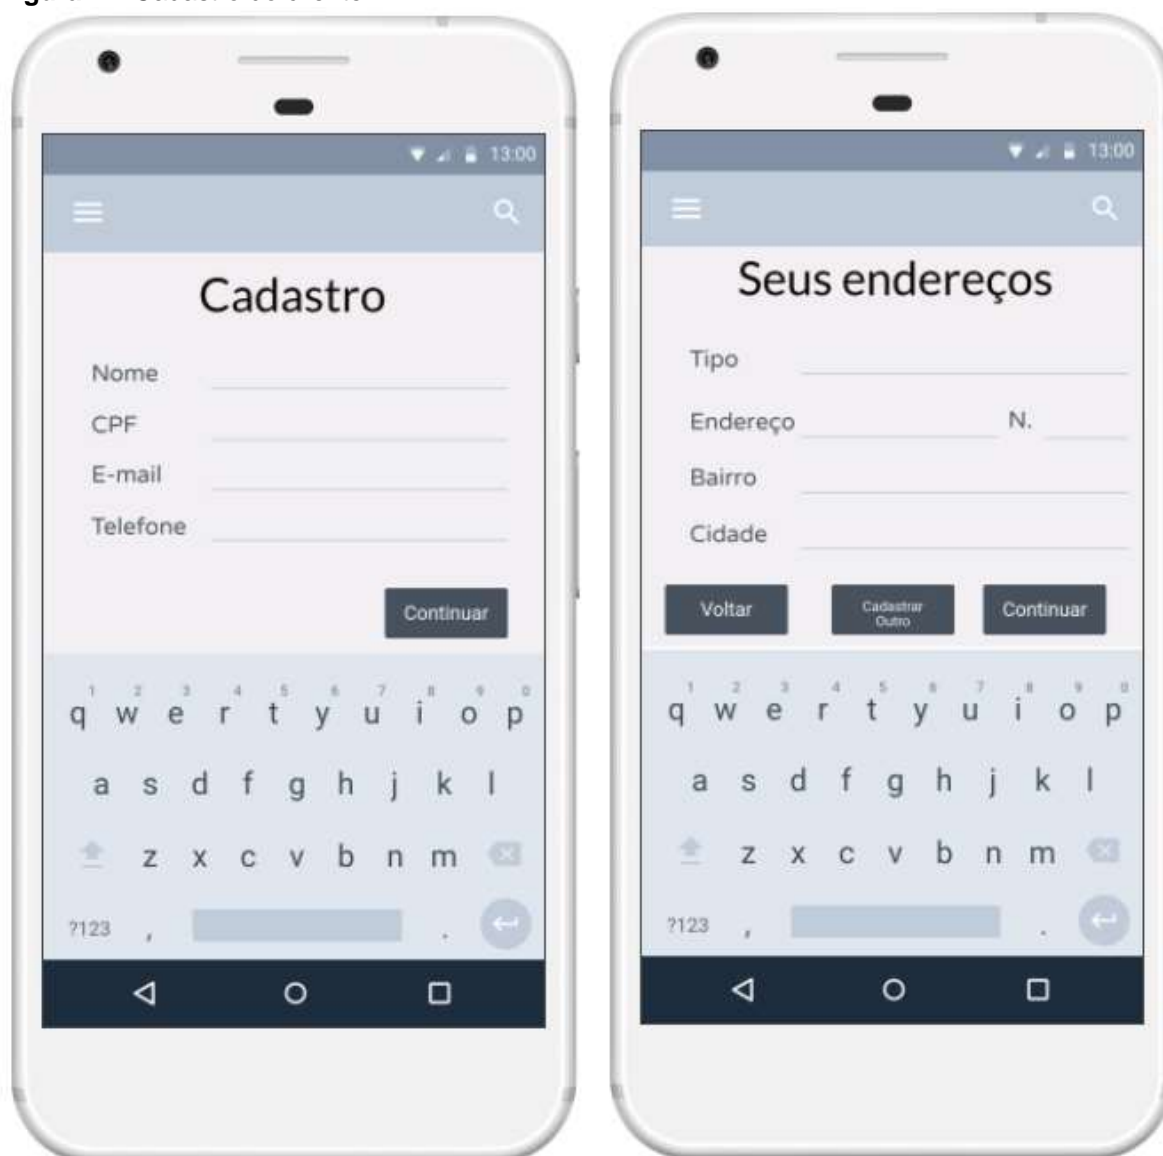 13:00
Cadastro
Nome
CPF
E-mail
Telefone
Continuar
1 2 3 4 5 6 7 8 9 0
q w e r t y u i o p
a s d f g h j k l
z x c v b n m
?123 , .
13:00
Seus endereços
Tipo
Endereço N.
Bairro
Cidade
Voltar Cadastrar Outro Continuar
1 2 3 4 5 6 7 8 9 0
q w e r t y u i o p
a s d f g h j k l
z x c v b n m
?123 , .